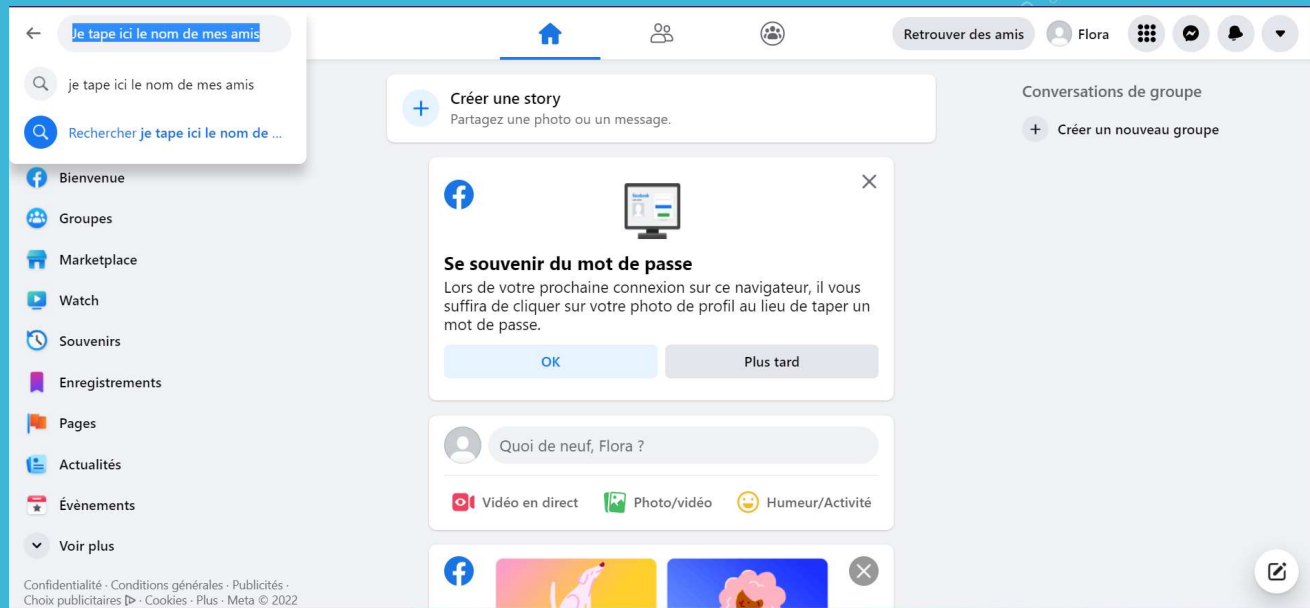 Je tape ici le nom de mes amis
je tape ici le nom de mes amis
Rechercher je tape ici le nom de ...
Retrouver des amis
Flora
Bienvenue
Groupes
Marketplace
Watch
Souvenirs
Enregistrements
Pages
Actualités
Évènements
Voir plus
Confidentialité · Conditions générales · Publicités ·
Choix publicitaires · Cookies · Plus · Meta © 2022
Créer une story
Partagez une photo ou un message.
Se souvenir du mot de passe
Lors de votre prochaine connexion sur ce navigateur, il vous
suffira de cliquer sur votre photo de profil au lieu de taper un
mot de passe.
OK
Plus tard
Quoi de neuf, Flora ?
Vidéo en direct
Photo/vidéo
Humeur/Activité
Conversations de groupe
Créer un nouveau groupe